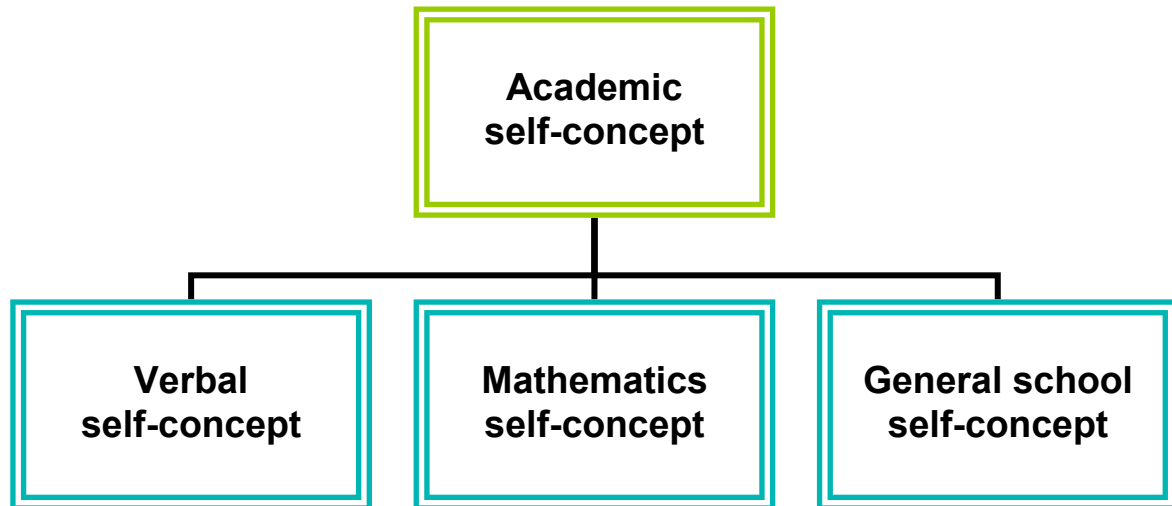 Academic
self-concept
Verbal
self-concept
Mathematics
self-concept
General school
self-concept